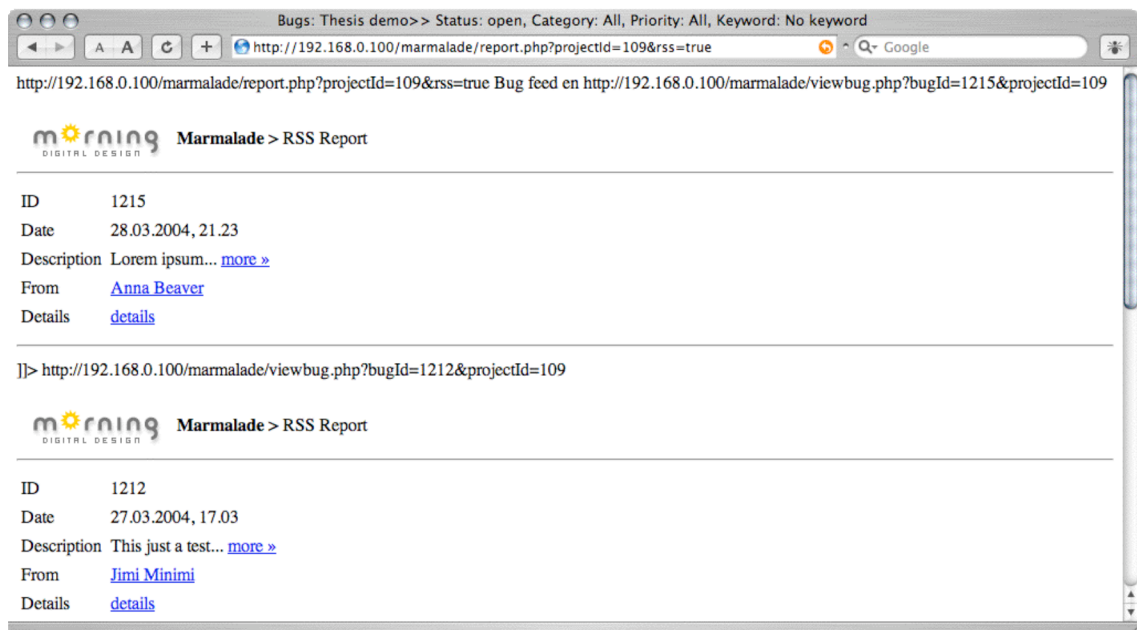 Bugs: Thesis demo>> Status: open, Category: All, Priority: All, Keyword: No keyword
A A C + http://192.168.0.100/marmalade/report.php?projectId=109&rss=true Q Google
http://192.168.0.100/marmalade/report.php?projectId=109&rss=true Bug feed en http://192.168.0.100/marmalade/viewbug.php?bugId=1215&projectId=109
morning Marmalade > RSS Report
DIGITAL DESIGN
ID 1215
Date 28.03.2004, 21.23
Description Lorem ipsum... more »
From Anna Beaver
Details details
]]> http://192.168.0.100/marmalade/viewbug.php?bugId=1212&projectId=109
morning Marmalade > RSS Report
DIGITAL DESIGN
ID 1212
Date 27.03.2004, 17.03
Description This just a test... more »
From Jimi Minimi
Details details